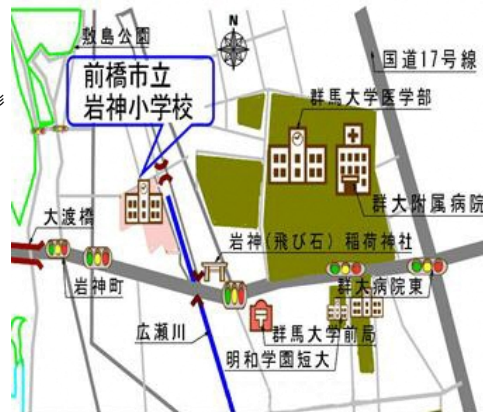 敷島公園
N
前橋市立
岩神小学校
国道17号線
群馬大学医学部
群大附属病院
大渡橋
岩神(飛び石)稲荷神社
岩神町
群大病院東
広瀬川
群馬大学前局
明和学園短大